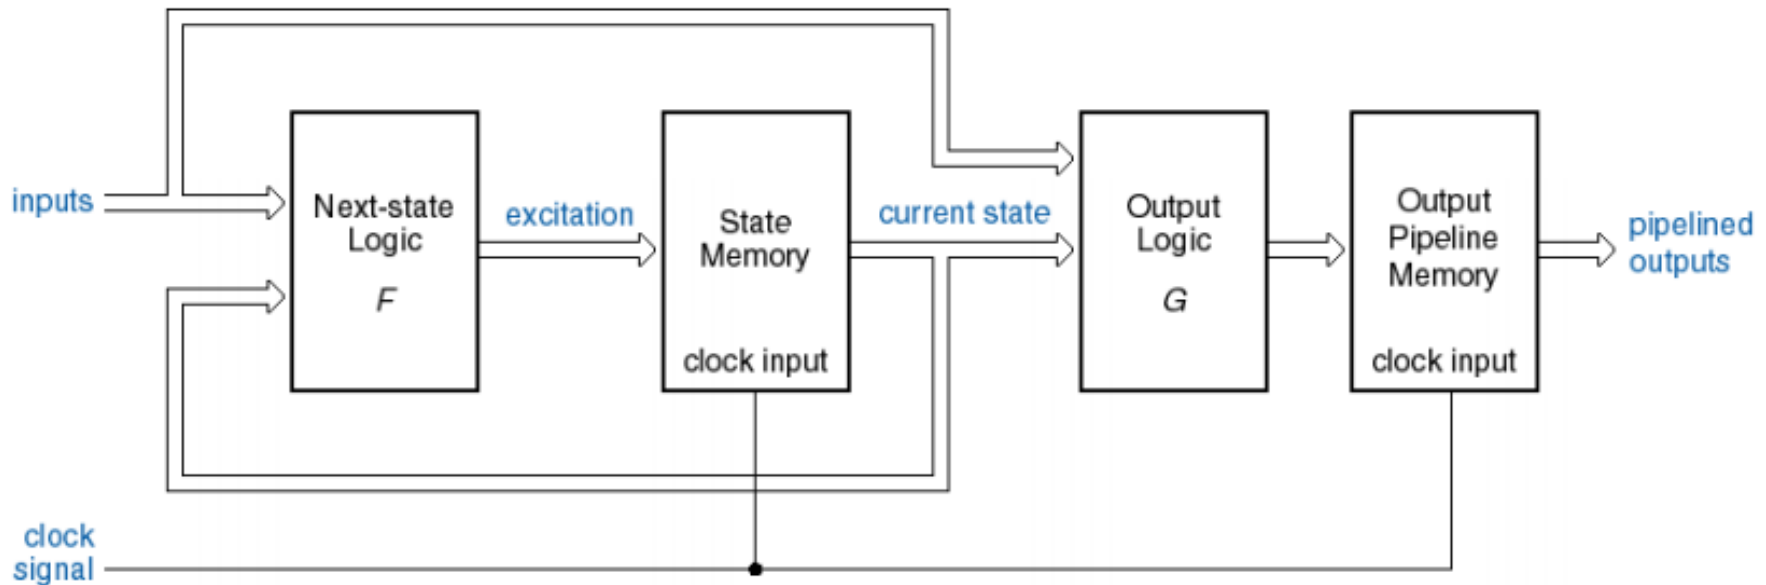 inputs
Next-state
Logic
F
excitation
State
Memory
clock input
current state
Output
Logic
G
Output
Pipeline
Memory
clock input
pipelined
outputs
clock
signal